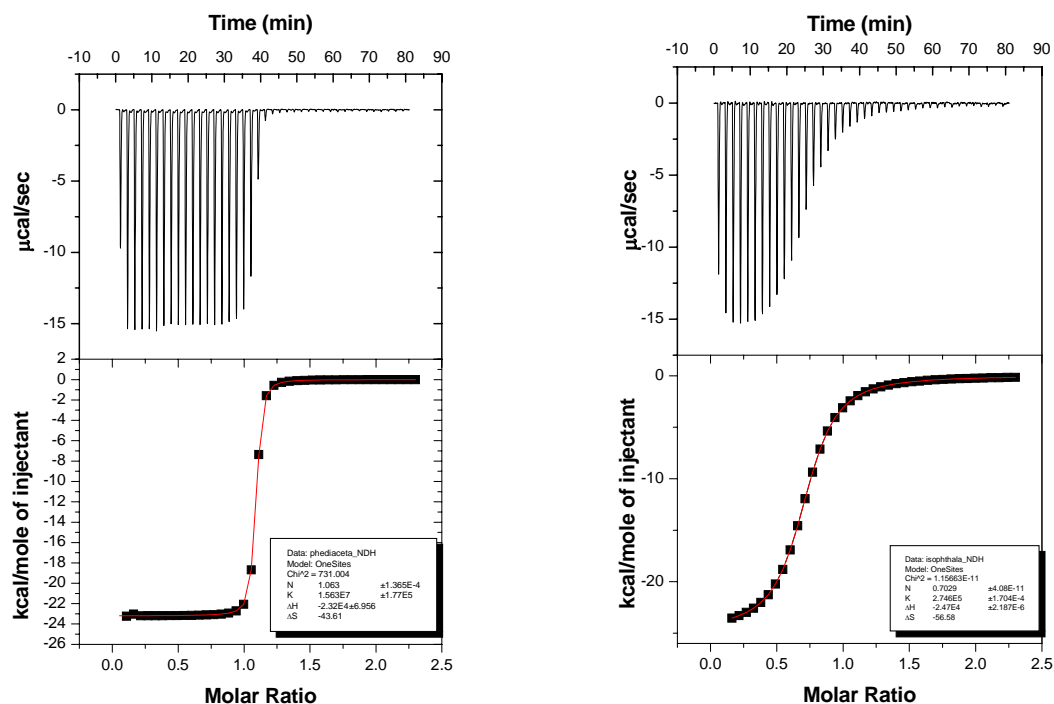 Time (min)
-10 0 10 20 30 40 50 60 70 80 90
0
-5
-10
-15
µcal/sec
2
0
-2
-4
-6
-8
-10
-12
-14
-16
-18
-20
-22
-24
-26
kcal/mole of injectant
Data: phediaceta_NDH
Model: OneSites
Chi^2 = 731.004
N 1.063 ±1.365E-4
K 1.563E7 ±1.77E5
ΔH -2.32E4±6.956
ΔS -43.61
0.0 0.5 1.0 1.5 2.0 2.5
Molar Ratio
Time (min)
-10 0 10 20 30 40 50 60 70 80 90
0
-5
-10
-15
µcal/sec
0
-10
-20
kcal/mole of injectant
Data: isophthala_NDH
Model: OneSites
Chi^2 = 1.15663E-11
N 0.7029 ±4.08E-11
K 2.746E5 ±1.704E-4
ΔH -2.47E4 ±2.187E-6
ΔS -56.58
0.0 0.5 1.0 1.5 2.0 2.5
Molar Ratio